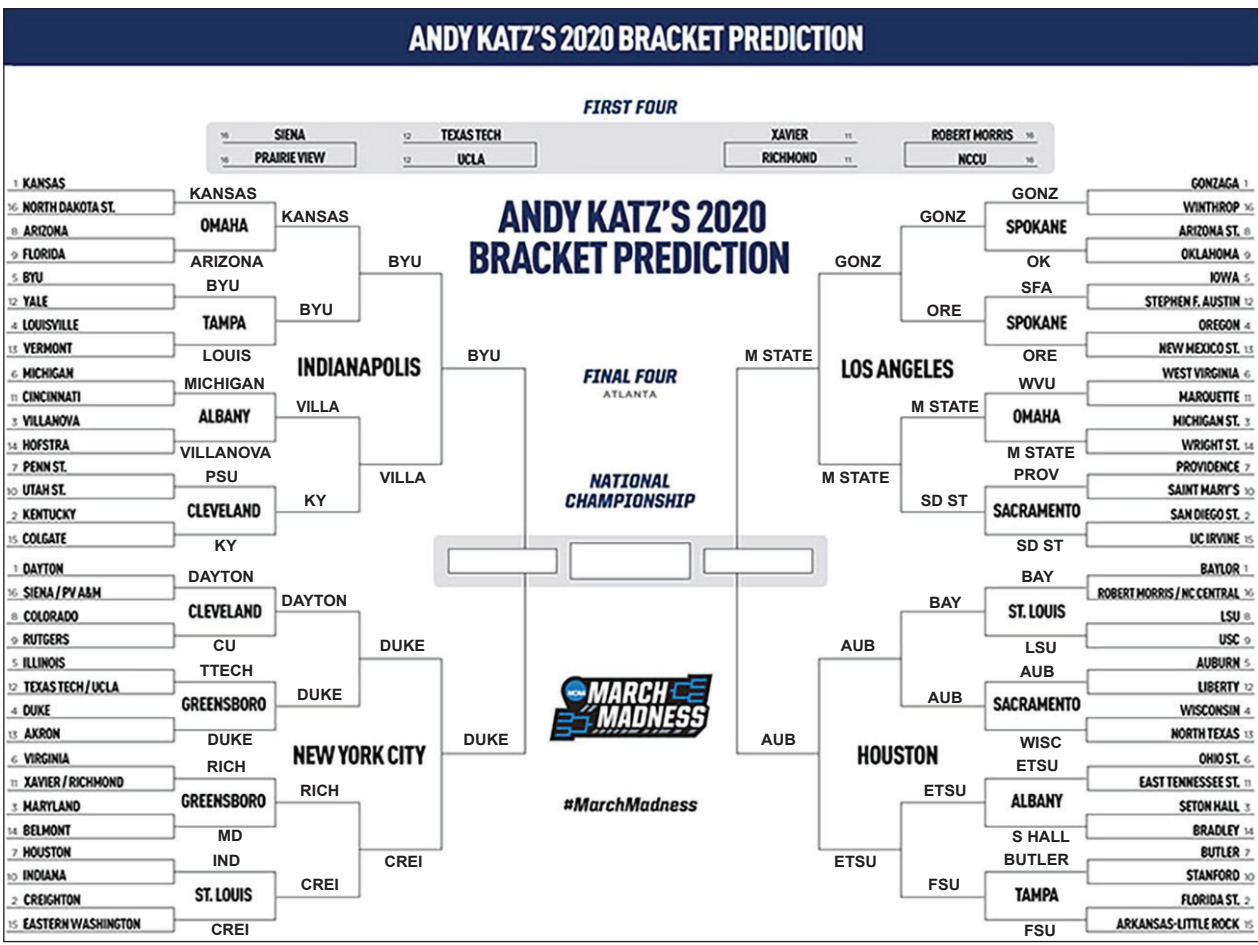 ANDY KATZ'S 2020 BRACKET PREDICTION
FIRST FOUR
16 SIENA
16 PRAIRIE VIEW
12 TEXAS TECH
12 UCLA
XAVIER 11
RICHMOND 11
ROBERT MORRIS 16
NCCU 16
ANDY KATZ'S 2020
BRACKET PREDICTION
1 KANSAS
16 NORTH DAKOTA ST.
8 ARIZONA
9 FLORIDA
5 BYU
12 YALE
4 LOUISVILLE
13 VERMONT
6 MICHIGAN
11 CINCINNATI
3 VILLANOVA
14 HOFSTRA
7 PENN ST.
10 UTAH ST.
2 KENTUCKY
15 COLGATE
KANSAS
OMAHA
ARIZONA
BYU
TAMPA
LOUIS
MICHIGAN
ALBANY
VILLANOVA
PSU
CLEVELAND
KY
KANSAS
BYU
VILLA
KY
BYU
INDIANAPOLIS
VILLA
BYU
1 DAYTON
16 SIENA / PV A&M
8 COLORADO
9 RUTGERS
5 ILLINOIS
12 TEXAS TECH / UCLA
4 DUKE
13 AKRON
6 VIRGINIA
11 XAVIER / RICHMOND
3 MARYLAND
14 BELMONT
7 HOUSTON
10 INDIANA
2 CREIGHTON
15 EASTERN WASHINGTON
DAYTON
CLEVELAND
CU
TTECH
GREENSBORO
DUKE
RICH
GREENSBORO
MD
IND
ST. LOUIS
CREI
DAYTON
DUKE
RICH
CREI
DUKE
NEW YORK CITY
CREI
DUKE
FINAL FOUR
ATLANTA
NATIONAL
CHAMPIONSHIP
NCAA
MARCH
MADNESS
#MarchMadness
M STATE
GONZ
LOS ANGELES
M STATE
GONZ
ORE
M STATE
SD ST
GONZ
SPOKANE
OK
SFA
SPOKANE
ORE
WVU
OMAHA
M STATE
PROV
SACRAMENTO
SD ST
GONZAGA 1
WINTHROP 16
ARIZONA ST. 8
OKLAHOMA 9
IOWA 5
STEPHEN F. AUSTIN 12
OREGON 4
NEW MEXICO ST. 13
WEST VIRGINIA 6
MARQUETTE 11
MICHIGAN ST. 3
WRIGHT ST. 14
PROVIDENCE 7
SAINT MARY'S 10
SAN DIEGO ST. 2
UC IRVINE 15
AUB
AUB
HOUSTON
ETSU
BAY
AUB
ETSU
FSU
BAY
ST. LOUIS
LSU
AUB
SACRAMENTO
WISC
ETSU
ALBANY
S HALL
BUTLER
TAMPA
FSU
BAYLOR 1
ROBERT MORRIS / NC CENTRAL 16
LSU 8
USC 9
AUBURN 5
LIBERTY 12
WISCONSIN 4
NORTH TEXAS 13
OHIO ST. 6
EAST TENNESSEE ST. 11
SETON HALL 3
BRADLEY 14
BUTLER 7
STANFORD 10
FLORIDA ST. 2
ARKANSAS-LITTLE ROCK 15